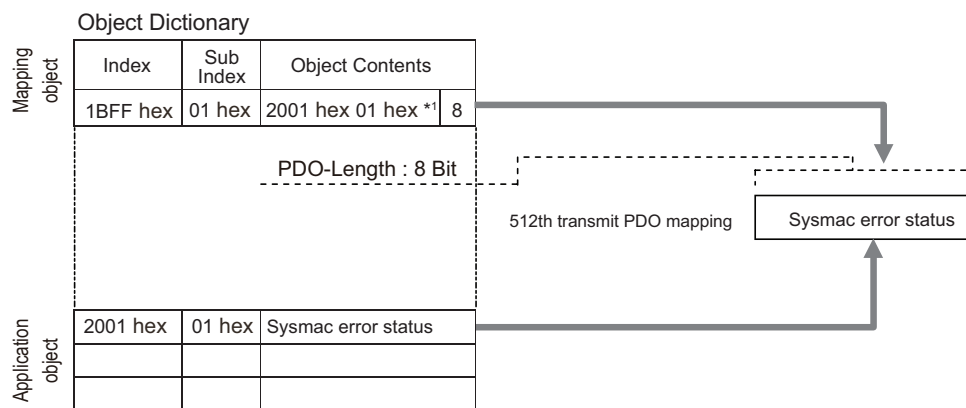 Object Dictionary
Mapping object
Index Sub Index Object Contents
1BFF hex 01 hex 2001 hex 01 hex *1 8
PDO-Length : 8 Bit
512th transmit PDO mapping
Sysmac error status
Application object
2001 hex 01 hex Sysmac error status